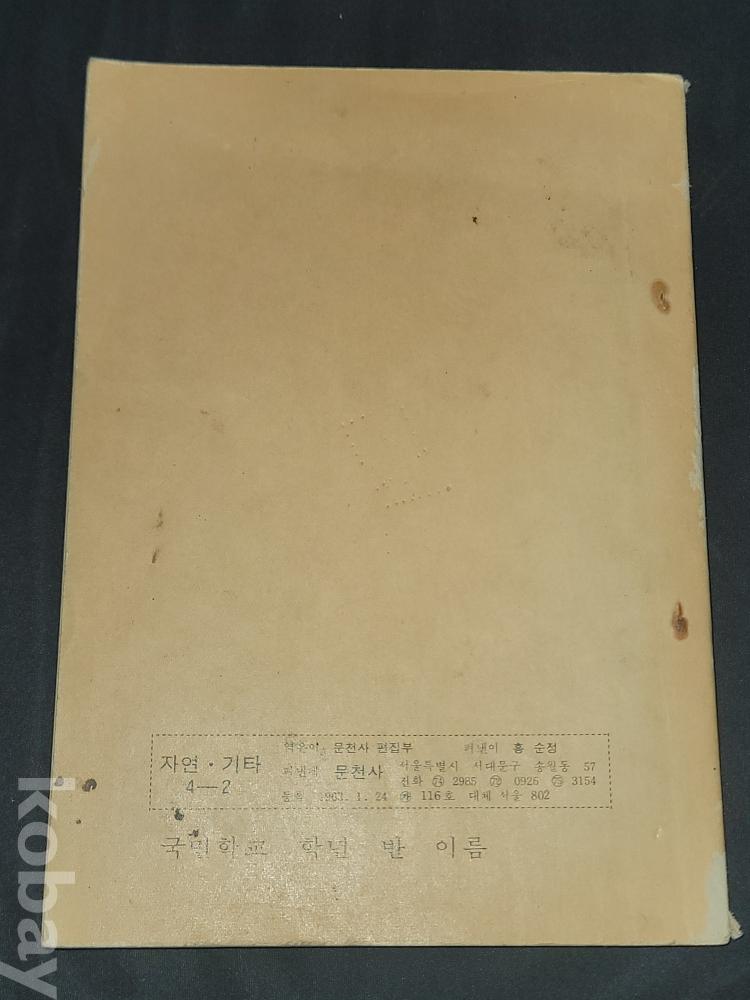 자연·기타
4—2
엮은이 문천사 편집부 펴낸이 홍 순정
펴낸데 문천사 서울특별시 서대문구 송월동 57
전화 ㉔ 2985 ㉒ 0926 ㉓ 3154
등록 1963. 1. 24 116호 대체 서울 802
국민학교 학년 반 이름
kobay